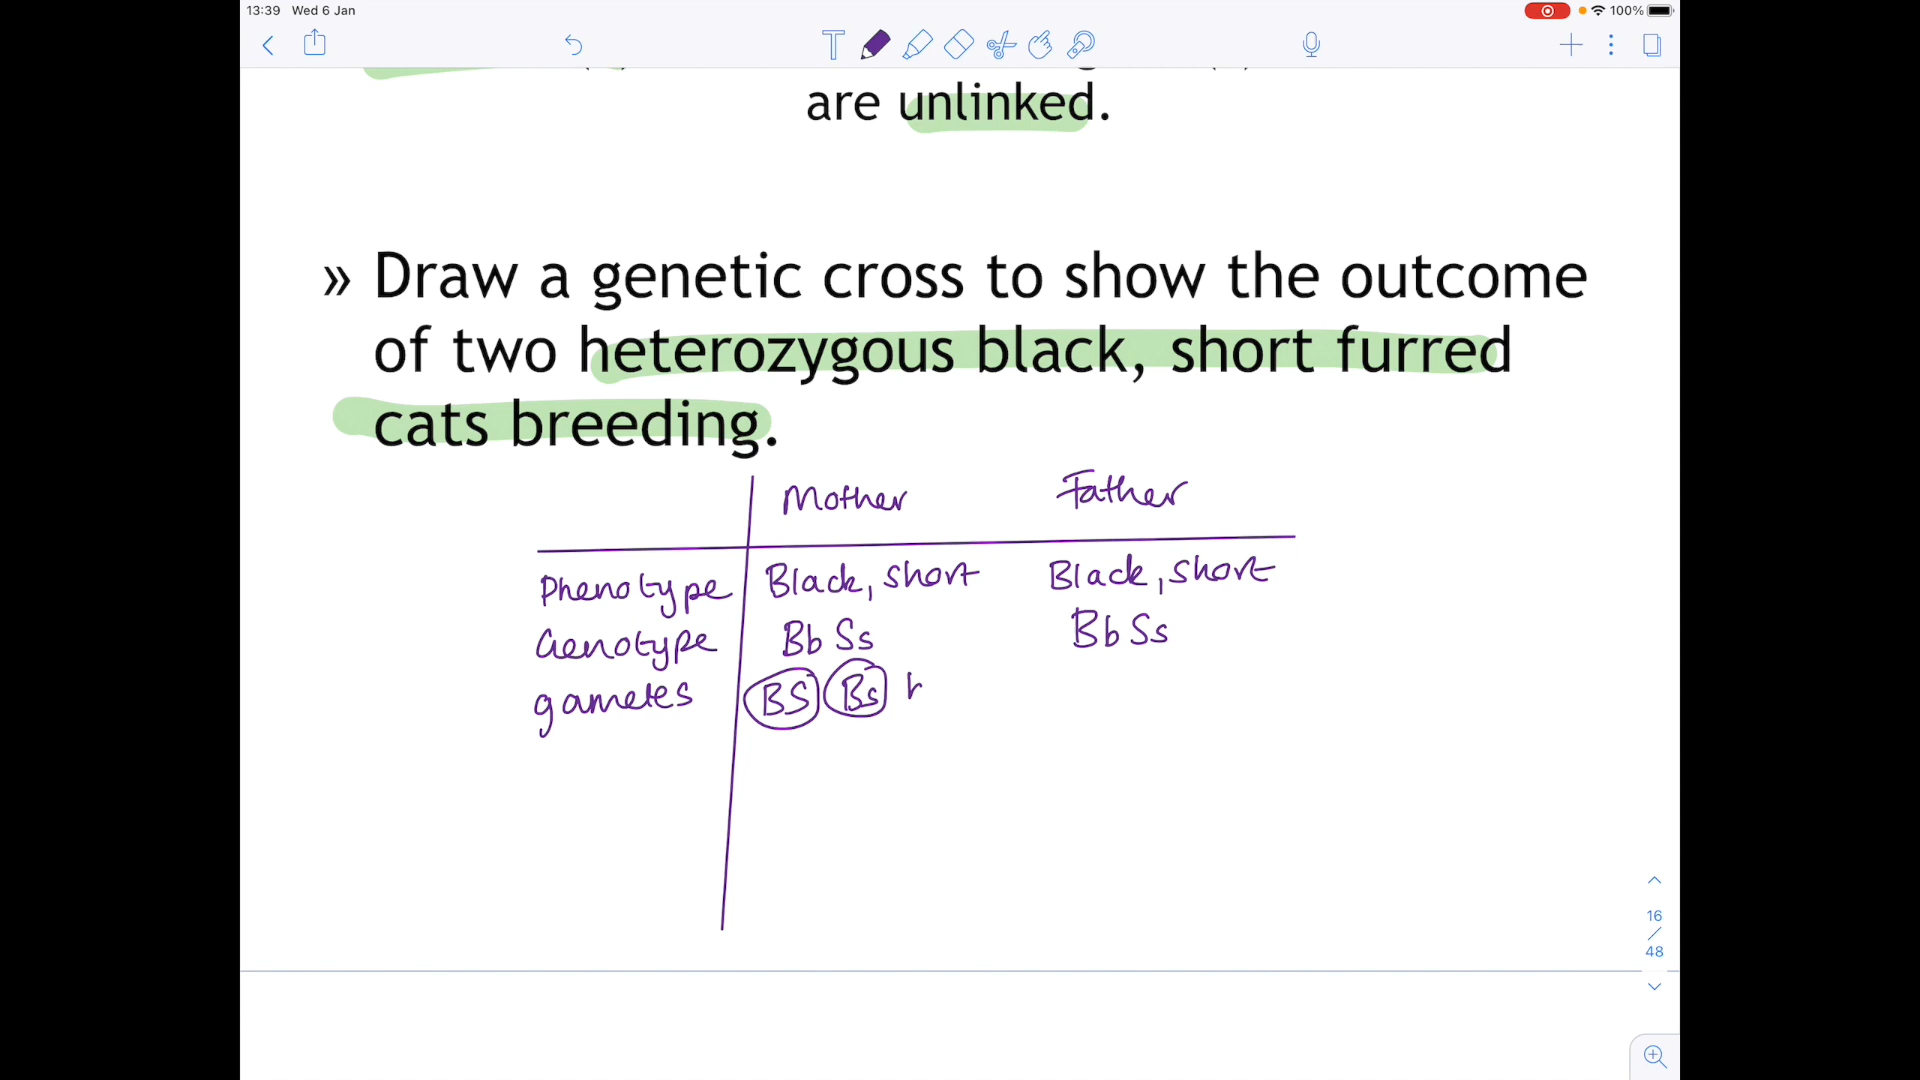 13:39 Wed 6 Jan
100%
T
are unlinked.
» Draw a genetic cross to show the outcome
of two heterozygous black, short furred
cats breeding.
Mother Father
Phenotype Black, short Black, short
Genotype Bb Ss Bb Ss
gametes BS Bs
16
/
48